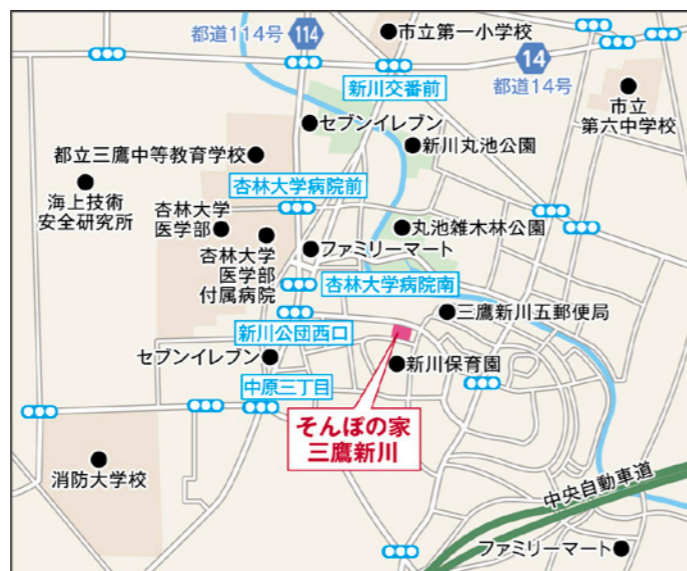 都道114号
114
市立第一小学校
14
都道14号
新川交番前
市立
第六中学校
セブンイレブン
新川丸池公園
都立三鷹中等教育学校
海上技術
安全研究所
杏林大学病院前
杏林大学
医学部
丸池雑木林公園
ファミリーマート
杏林大学
医学部
付属病院
杏林大学病院南
三鷹新川五郵便局
新川公団西口
セブンイレブン
新川保育園
中原三丁目
そんぽの家
三鷹新川
消防大学校
中央自動車道
ファミリーマート